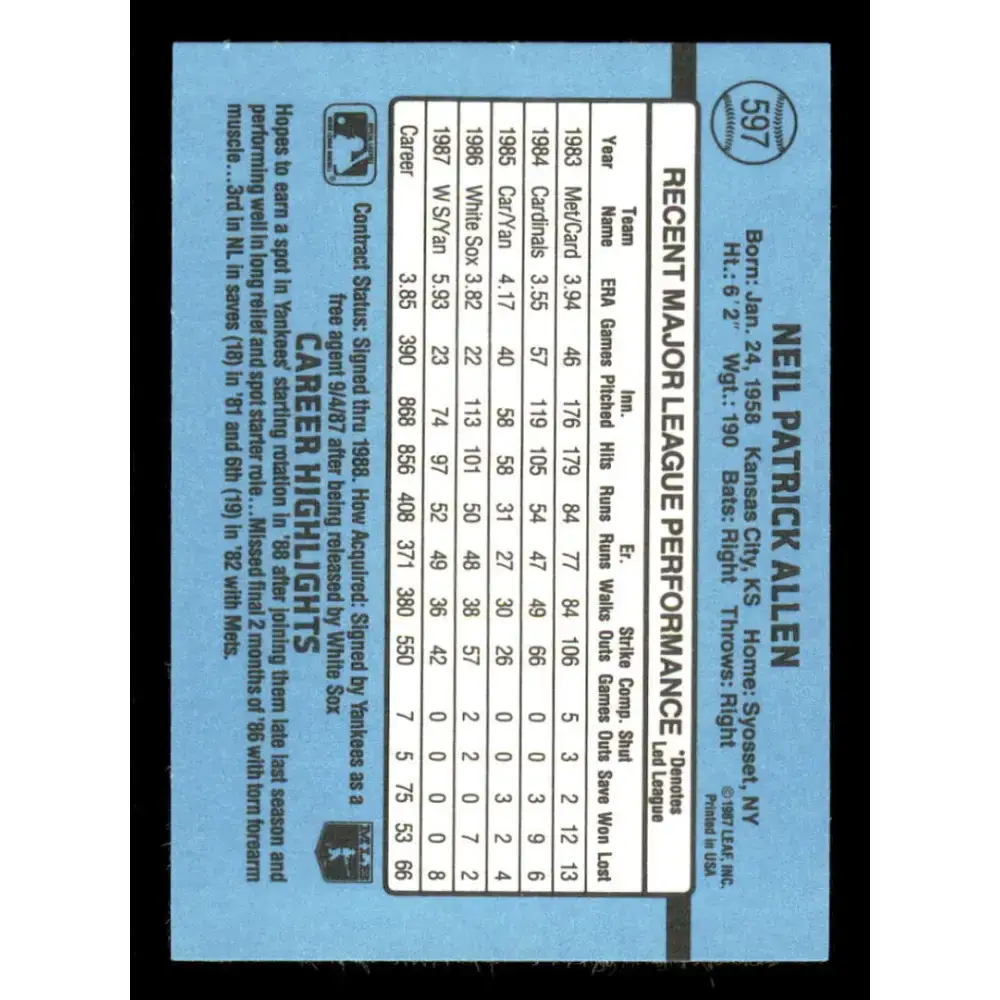 597
NEIL PATRICK ALLEN
Born: Jan. 24, 1958 Kansas City, KS Home: Syosset, NY
Ht.: 6'2" Wgt.: 190 Bats: Right Throws: Right
©1987 LEAF, INC.
Printed in USA
RECENT MAJOR LEAGUE PERFORMANCE
*Denotes
Led League
Team Inn. Er. Strike Comp. Shut
Year Name ERA Games Pitched Hits Runs Runs Walks Outs Games Outs Save Won Lost
1983 Met/Card 3.94 46 176 179 84 77 84 106 5 3 2 12 13
1984 Cardinals 3.55 57 119 105 54 47 49 66 0 0 3 9 6
1985 Car/Yan 4.17 40 58 58 31 27 30 26 0 0 3 2 4
1986 White Sox 3.82 22 113 101 50 48 38 57 2 2 0 7 2
1987 W S/Yan 5.93 23 74 97 52 49 36 42 0 0 0 0 8
Career 3.85 390 868 856 408 371 380 550 7 5 75 53 66
Contract Status: Signed thru 1988. How Acquired: Signed by Yankees as a
free agent 9/4/87 after being released by White Sox
MLB
CAREER HIGHLIGHTS
Hopes to earn a spot in Yankees' starting rotation in '88 after joining them late last season and
performing well in long relief and spot starter role...Missed final 2 months of '86 with torn forearm
muscle...3rd in NL in saves (18) in '81 and 6th (19) in '82 with Mets.